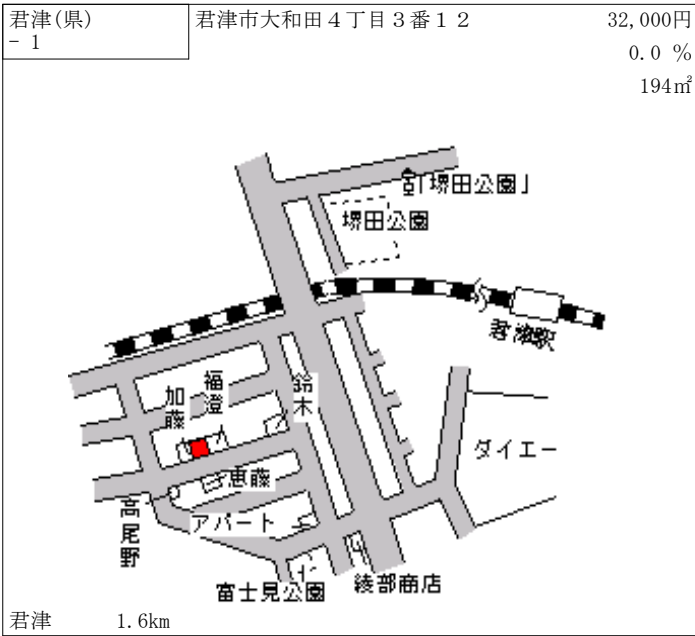 君津(県)
- 1
君津市大和田４丁目３番１２
32,000円
0.0 %
194㎡
「堺田公園」
堺田公園
君津駅
鈴木
福澄
加藤
ダイエー
恵藤
高尾野
アパート
富士見公園
綾部商店
君津
1.6km